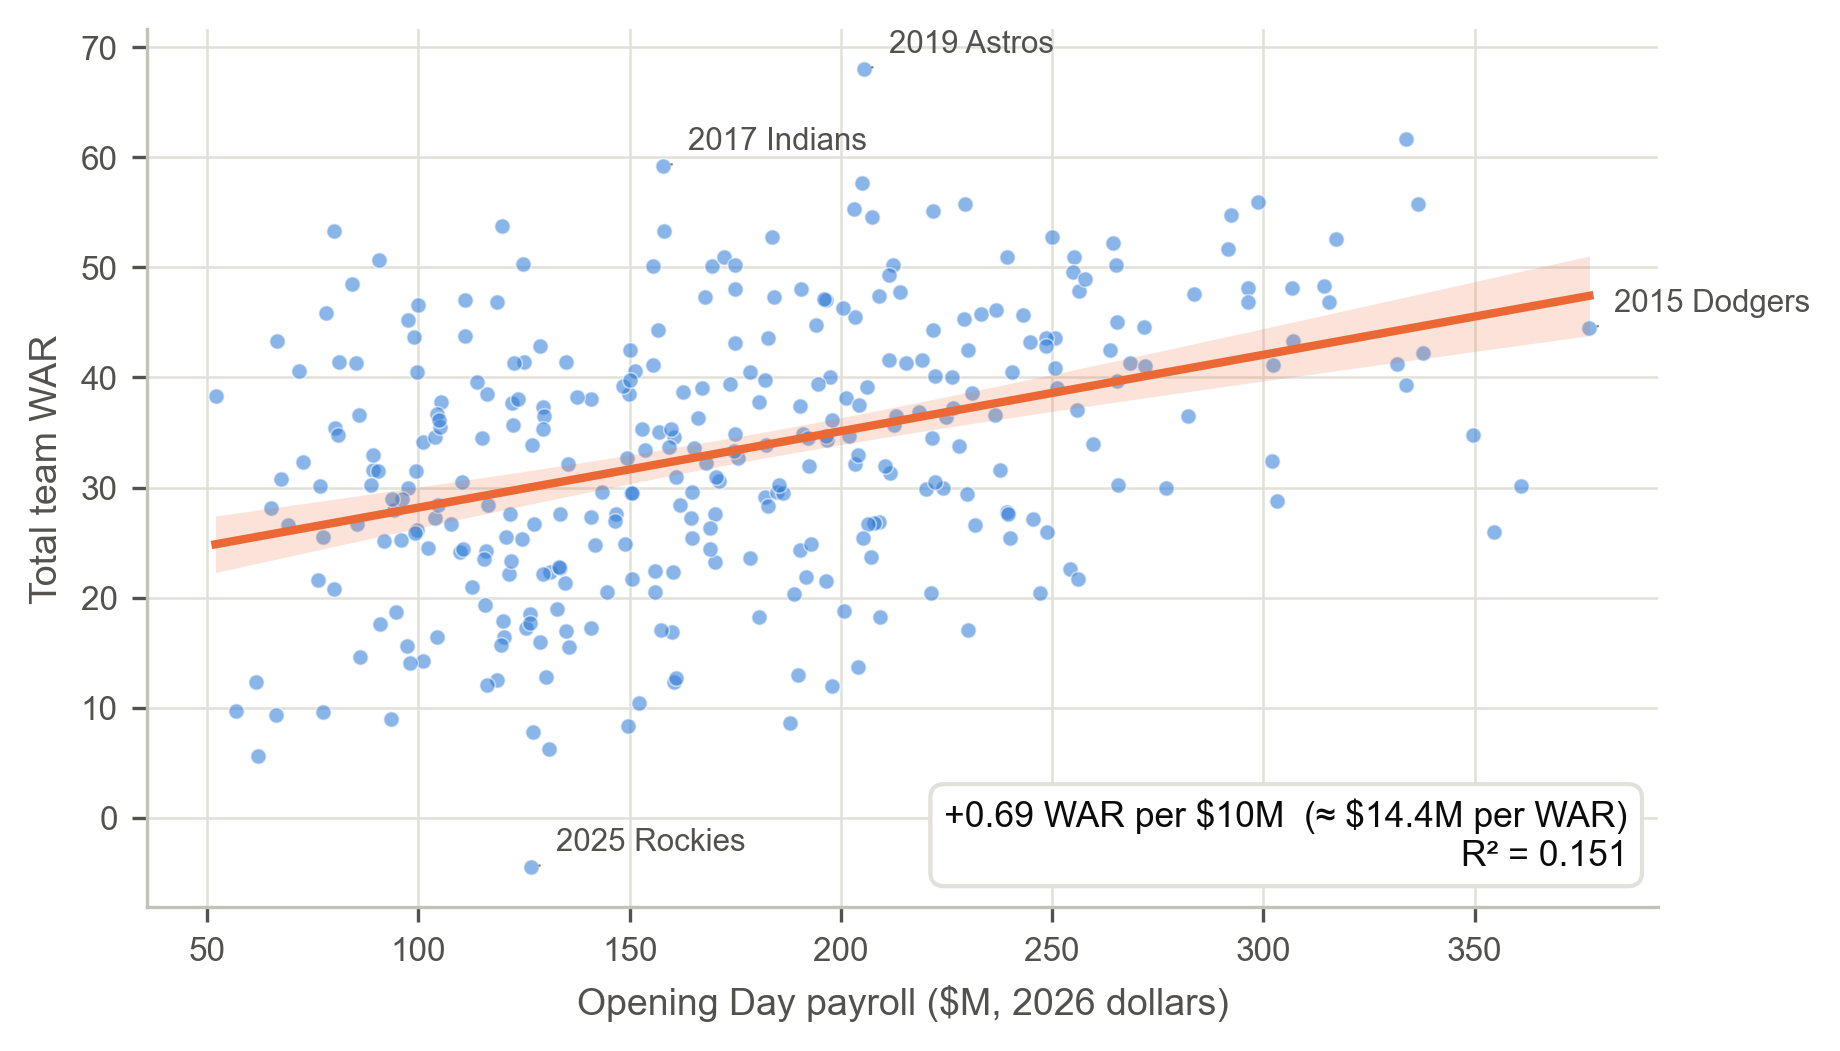 2019 Astros
2017 Indians
2015 Dodgers
2025 Rockies
+0.69 WAR per $10M (≈ $14.4M per WAR)
R² = 0.151
Total team WAR
70
60
50
40
30
20
10
0
50
100
150
200
250
300
350
Opening Day payroll ($M, 2026 dollars)